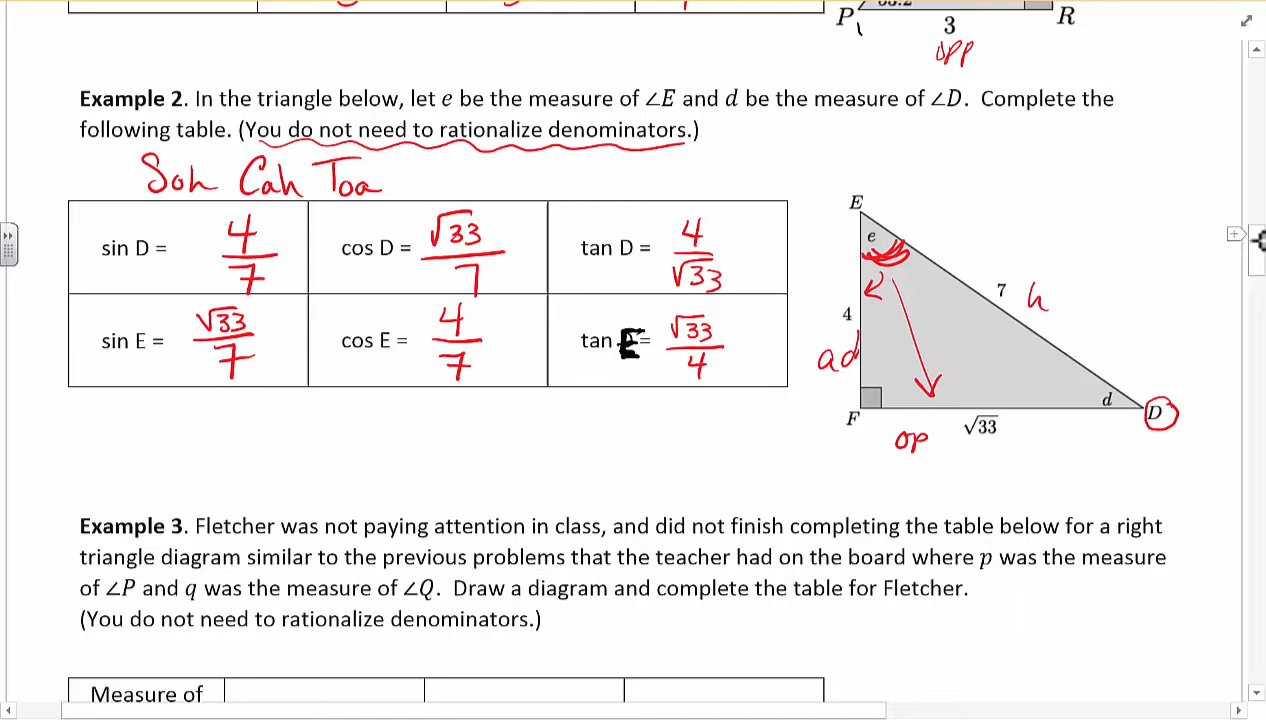 P
3
R
opp
Example 2. In the triangle below, let e be the measure of ∠E and d be the measure of ∠D. Complete the
following table. (You do not need to rationalize denominators.)
Soh Cah Toa
sin D = 4/7 cos D = √33/7 tan D = 4/√33
sin E = √33/7 cos E = 4/7 tan E = √33/4
E
e
7 h
4
ad
d
D
F
√33
op
Example 3. Fletcher was not paying attention in class, and did not finish completing the table below for a right
triangle diagram similar to the previous problems that the teacher had on the board where p was the measure
of ∠P and q was the measure of ∠Q. Draw a diagram and complete the table for Fletcher.
(You do not need to rationalize denominators.)
Measure of